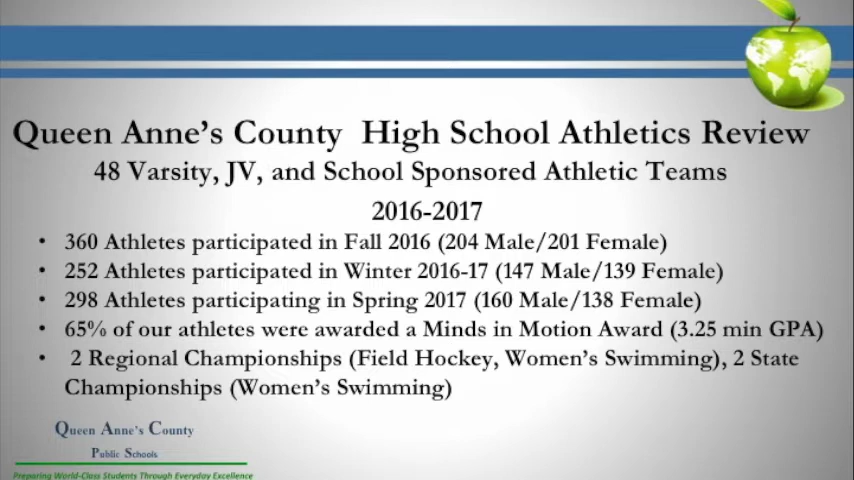 Queen Anne's County High School Athletics Review
48 Varsity, JV, and School Sponsored Athletic Teams
2016-2017
• 360 Athletes participated in Fall 2016 (204 Male/201 Female)
• 252 Athletes participated in Winter 2016-17 (147 Male/139 Female)
• 298 Athletes participating in Spring 2017 (160 Male/138 Female)
• 65% of our athletes were awarded a Minds in Motion Award (3.25 min GPA)
• 2 Regional Championships (Field Hockey, Women's Swimming), 2 State
Championships (Women's Swimming)
Queen Anne's County
Public Schools
Preparing World-Class Students Through Everyday Excellence